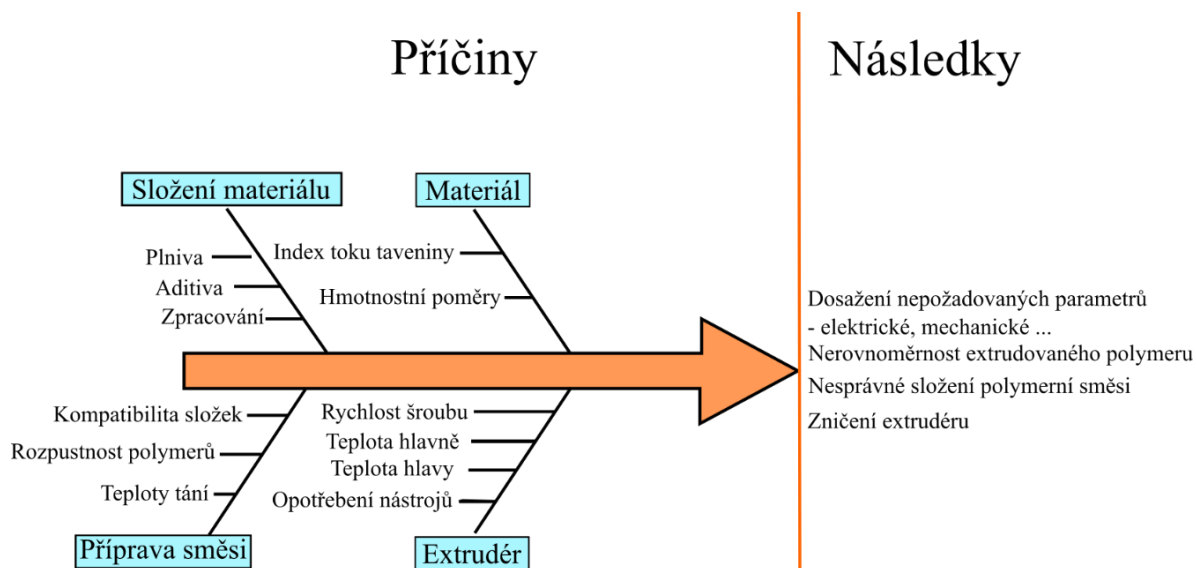 Příčiny
Následky
Složení materiálu
Materiál
Plniva
Aditiva
Zpracování
Index toku taveniny
Hmotnostní poměry
Dosažení nepožadovaných parametrů
- elektrické, mechanické ...
Nerovnoměrnost extrudovaného polymeru
Nesprávné složení polymerní směsi
Zničení extrudéru
Kompatibilita složek
Rozpustnost polymerů
Teploty tání
Rychlost šroubu
Teplota hlavně
Teplota hlavy
Opotřebení nástrojů
Příprava směsi
Extrudér